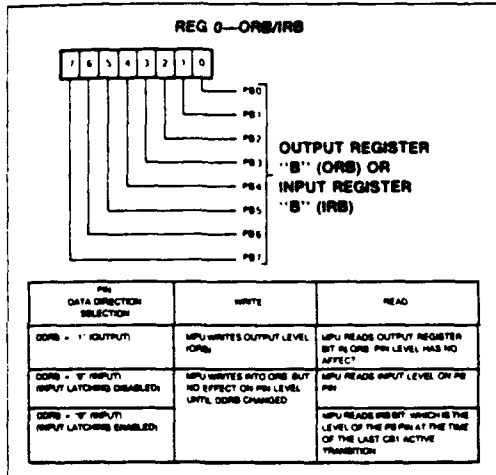 REG 0—ORB/IRB
7 6 5 4 3 2 1 0
PB0
PB1
PB2
PB3
PB4
PB5
PB6
PB7
OUTPUT REGISTER
"B" (ORB) OR
INPUT REGISTER
"B" (IRB)
PIN
DATA DIRECTION
SELECTION
WRITE
READ
DDRB = "1" (OUTPUT)
MPU WRITES OUTPUT LEVEL
(ORB)
MPU READS OUTPUT REGISTER
BIT IN ORB. PIN LEVEL HAS NO
AFFECT
DDRB = "0" (INPUT)
(INPUT LATCHING DISABLED)
MPU WRITES INTO ORB, BUT
NO EFFECT ON PIN LEVEL
UNTIL DDRB CHANGED
MPU READS INPUT LEVEL ON PB
PIN
DDRB = "0" (INPUT)
(INPUT LATCHING ENABLED)
MPU READS IRB BIT, WHICH IS THE
LEVEL OF THE PB PIN AT THE TIME
OF THE LAST CB1 ACTIVE
TRANSITION